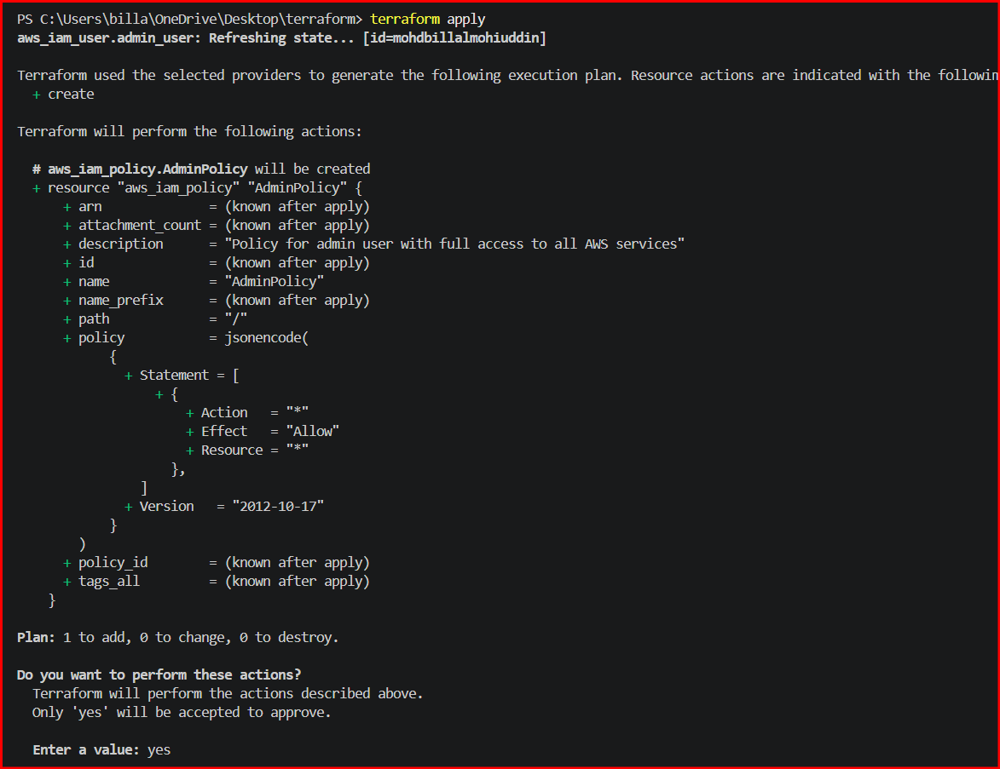 PS C:\Users\billa\OneDrive\Desktop\terraform> terraform apply
aws_iam_user.admin_user: Refreshing state... [id=mohdbillalmohiuddin]
Terraform used the selected providers to generate the following execution plan. Resource actions are indicated with the followin
+ create
Terraform will perform the following actions:
# aws_iam_policy.AdminPolicy will be created
+ resource "aws_iam_policy" "AdminPolicy" {
+ arn = (known after apply)
+ attachment_count = (known after apply)
+ description = "Policy for admin user with full access to all AWS services"
+ id = (known after apply)
+ name = "AdminPolicy"
+ name_prefix = (known after apply)
+ path = "/"
+ policy = jsonencode(
{
+ Statement = [
+ {
+ Action = "*"
+ Effect = "Allow"
+ Resource = "*"
},
]
+ Version = "2012-10-17"
}
)
+ policy_id = (known after apply)
+ tags_all = (known after apply)
}
Plan: 1 to add, 0 to change, 0 to destroy.
Do you want to perform these actions?
Terraform will perform the actions described above.
Only 'yes' will be accepted to approve.
Enter a value: yes